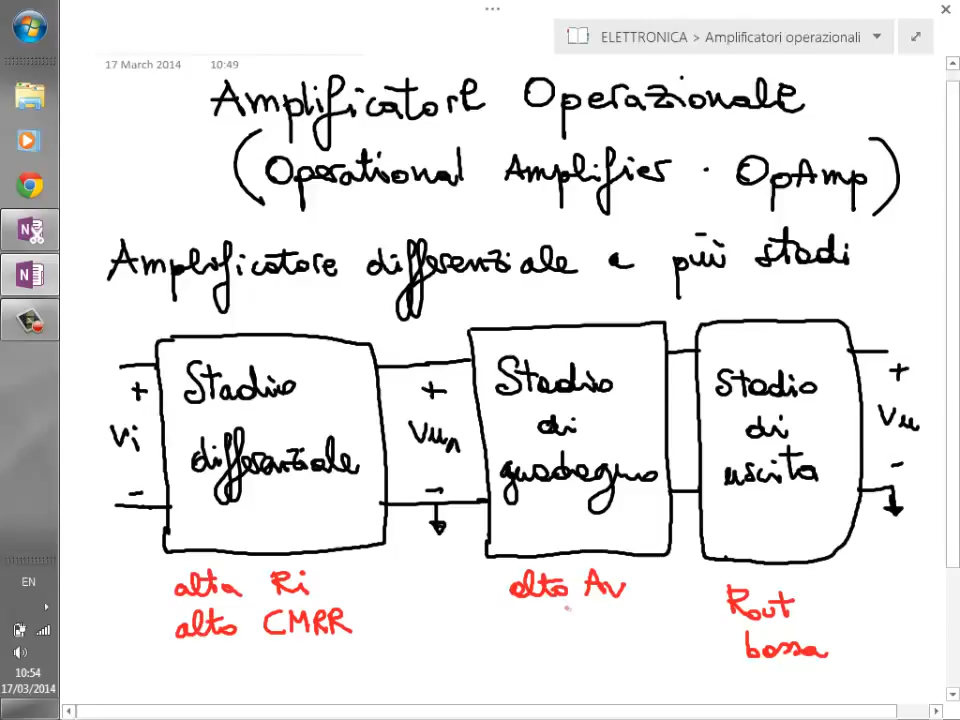 ELETTRONICA > Amplificatori operazionali
17 March 2014 10:49
Amplificatore Operazionale
(Operational Amplifier · OpAmp)
Amplificatore differenziale a più stadi
Stadio
differenziale
+
Vi
-
+
Vu1
-
Stadio
di
guadagno
Stadio
di
uscita
+
Vu
-
alta Ri
alto CMRR
alto Av
Rout
bassa
EN
10:54
17/03/2014